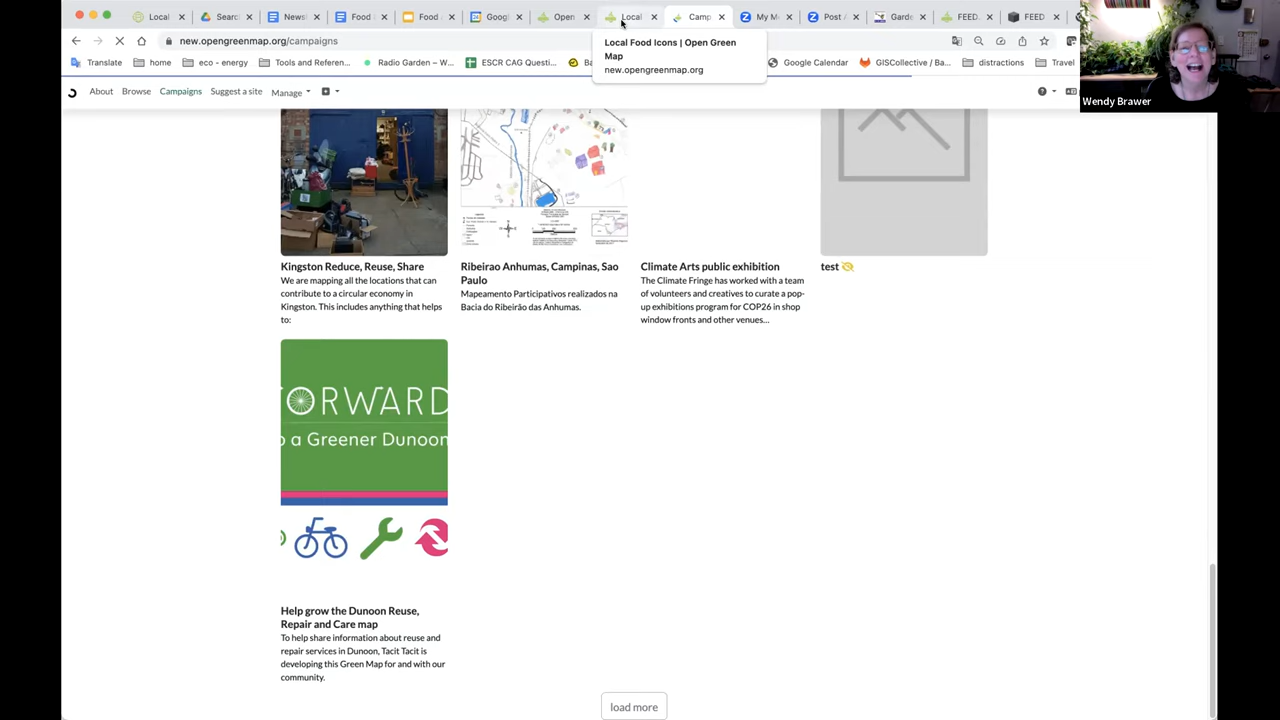 Local
Searc
News
Food
Food
Googl
Open
Local
Camp
My M
Post A
Garde
FEED.
FEED
new.opengreenmap.org/campaigns
Local Food Icons | Open Green
Map
new.opengreenmap.org
Translate
home
eco - energy
Tools and Referen...
Radio Garden – W...
ESCR CAG Questi...
Google Calendar
GISCollective / Ba...
distractions
Travel
About
Browse
Campaigns
Suggest a site
Manage
Wendy Brawer
Kingston Reduce, Reuse, Share
We are mapping all the locations that can
contribute to a circular economy in
Kingston. This includes anything that helps
to:
Ribeirao Anhumas, Campinas, Sao
Paulo
Mapeamento Participativos realizados na
Bacia do Ribeirão das Anhumas.
Climate Arts public exhibition
The Climate Fringe has worked with a team
of volunteers and creatives to curate a pop-
up exhibitions program for COP26 in shop
window fronts and other venues...
test
FORWARD
o a Greener Dunoon
Help grow the Dunoon Reuse,
Repair and Care map
To help share information about reuse and
repair services in Dunoon, Tacit Tacit is
developing this Green Map for and with our
community.
load more